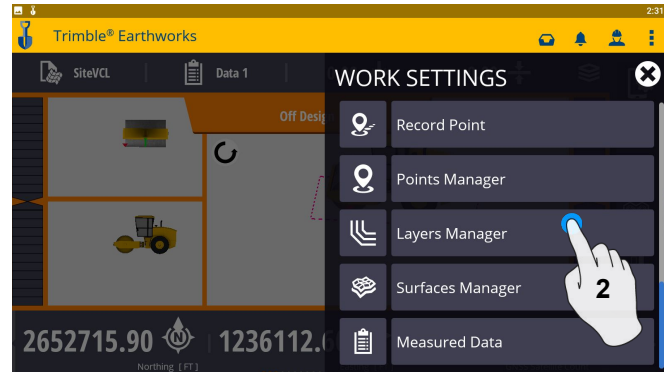 2:31
Trimble® Earthworks
SiteVCL
Data 1
WORK SETTINGS
Off Desig
Record Point
Points Manager
Layers Manager
2
Surfaces Manager
Measured Data
2652715.90
N
1236112.6
Northing [FT]